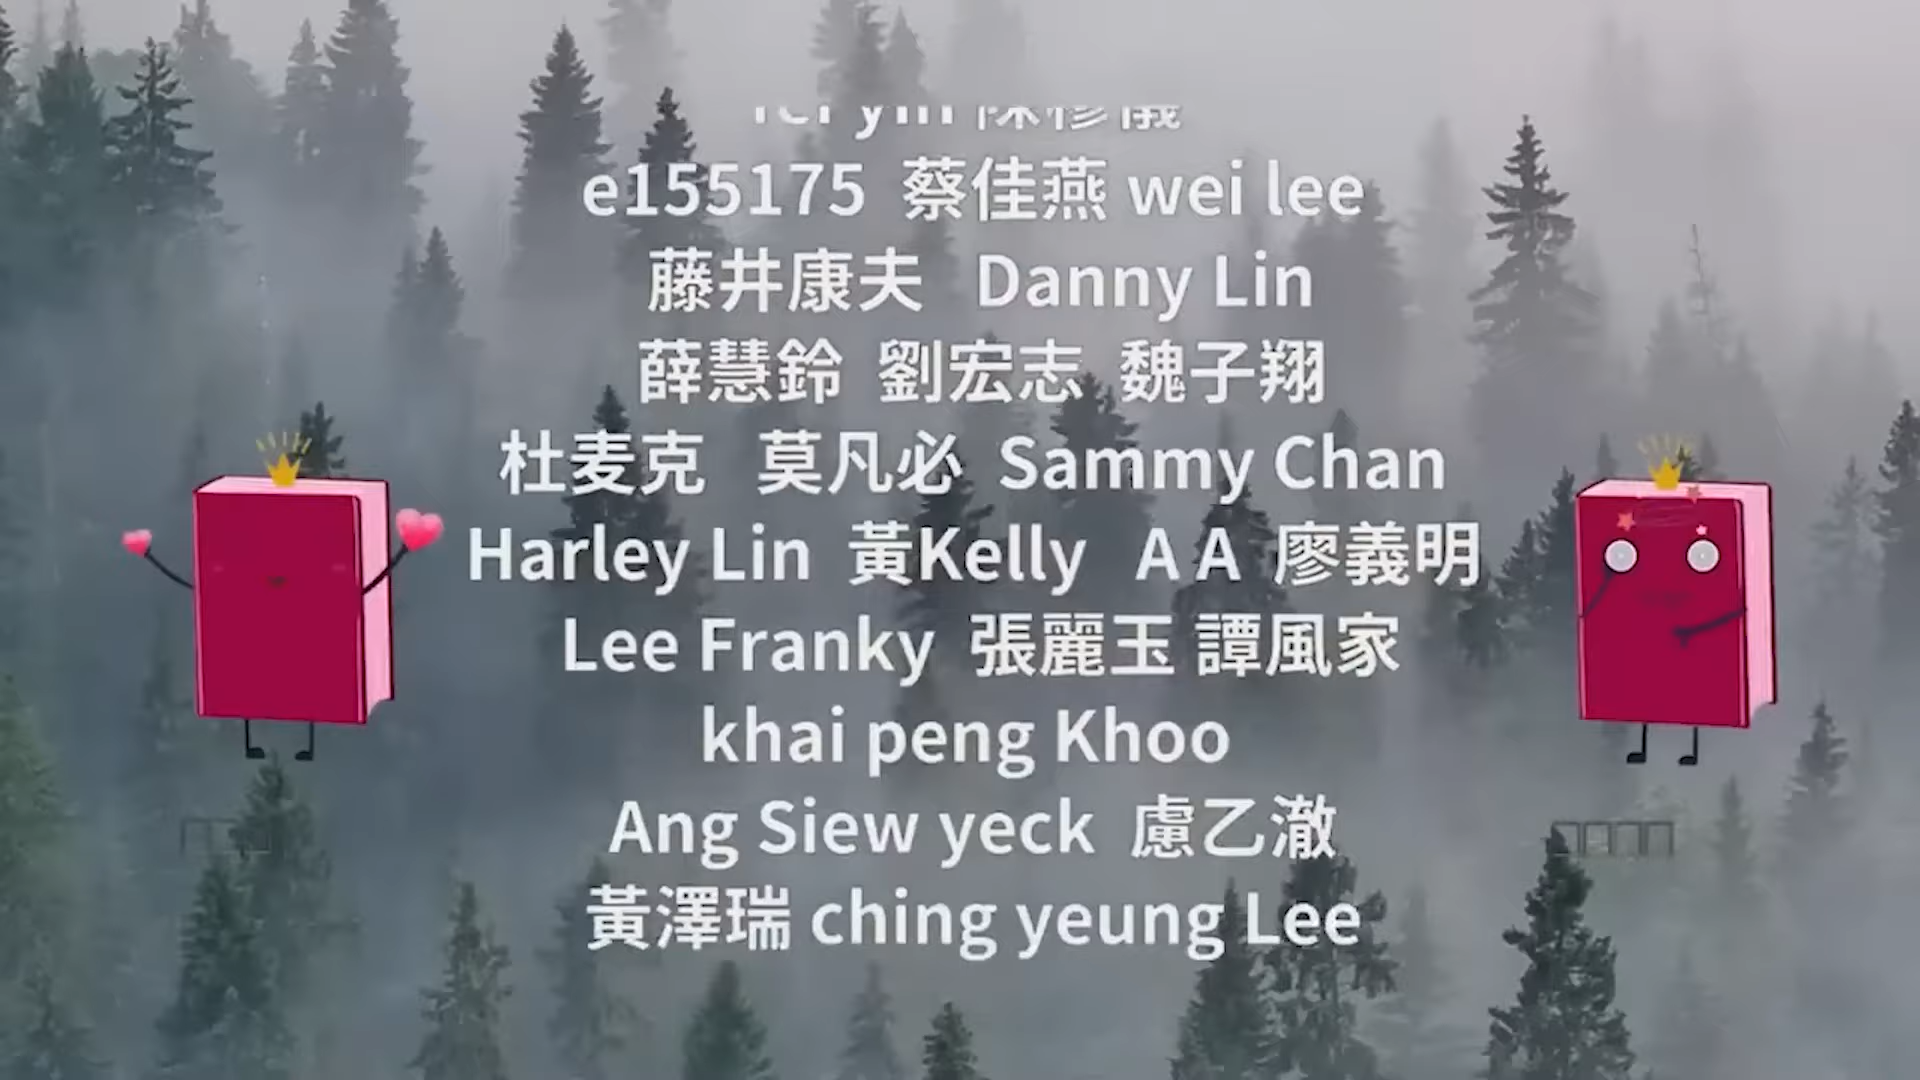 e155175 蔡佳燕 wei lee
藤井康夫 Danny Lin
薛慧鈴 劉宏志 魏子翔
杜麦克 莫凡必 Sammy Chan
Harley Lin 黃Kelly A A 廖義明
Lee Franky 張麗玉 譚風家
khai peng Khoo
Ang Siew yeck 慮乙澈
黃澤瑞 ching yeung Lee